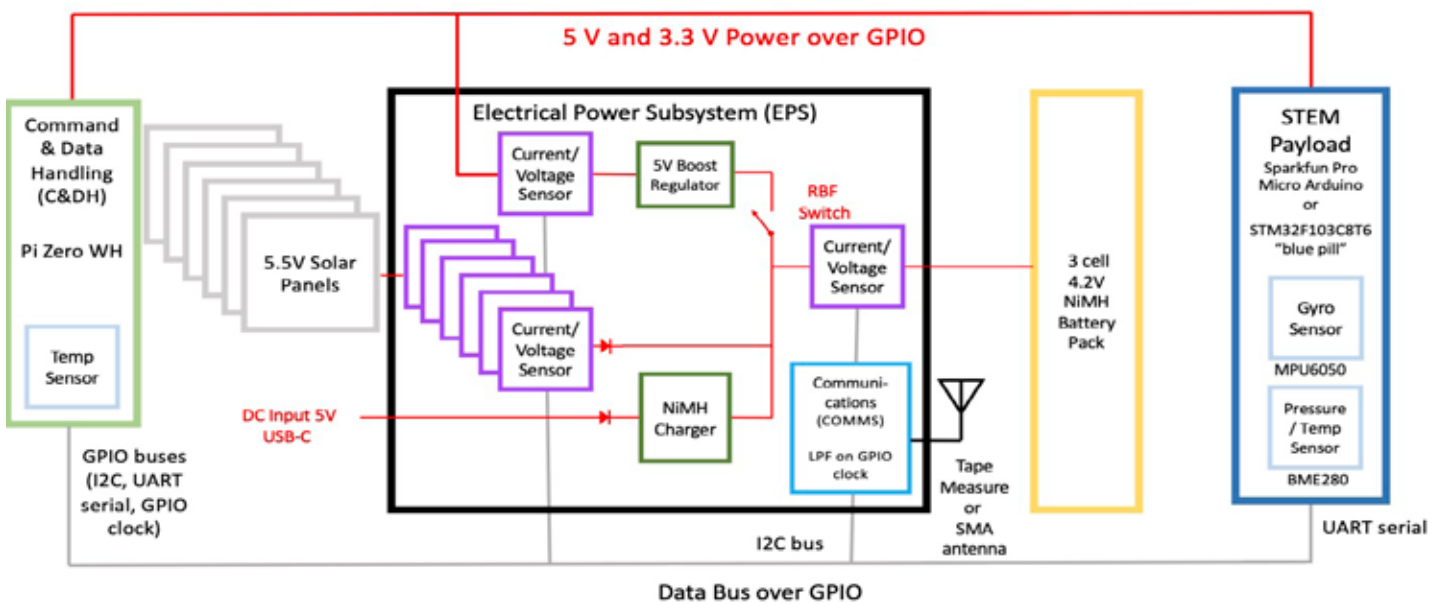 5 V and 3.3 V Power over GPIO
Command
& Data
Handling
(C&DH)
Pi Zero WH
Temp
Sensor
5.5V Solar
Panels
Electrical Power Subsystem (EPS)
Current/
Voltage
Sensor
5V Boost
Regulator
RBF
Switch
Current/
Voltage
Sensor
Current/
Voltage
Sensor
DC Input 5V
USB-C
NiMH
Charger
Communi-
cations
(COMMS)
LPF on GPIO
clock
Tape
Measure
or
SMA
antenna
3 cell
4.2V
NiMH
Battery
Pack
STEM
Payload
Sparkfun Pro
Micro Arduino
or
STM32F103C8T6
"blue pill"
Gyro
Sensor
MPU6050
Pressure
/ Temp
Sensor
BME280
GPIO buses
(I2C, UART
serial, GPIO
clock)
I2C bus
UART serial
Data Bus over GPIO